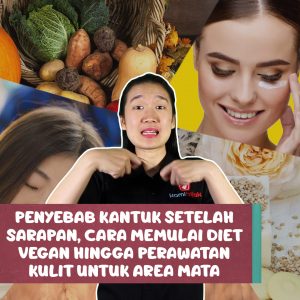 PENYEBAB KANTUK SETELAH
SARAPAN, CARA MEMULAI DIET
VEGAN HINGGA PERAWATAN
KULIT UNTUK AREA MATA